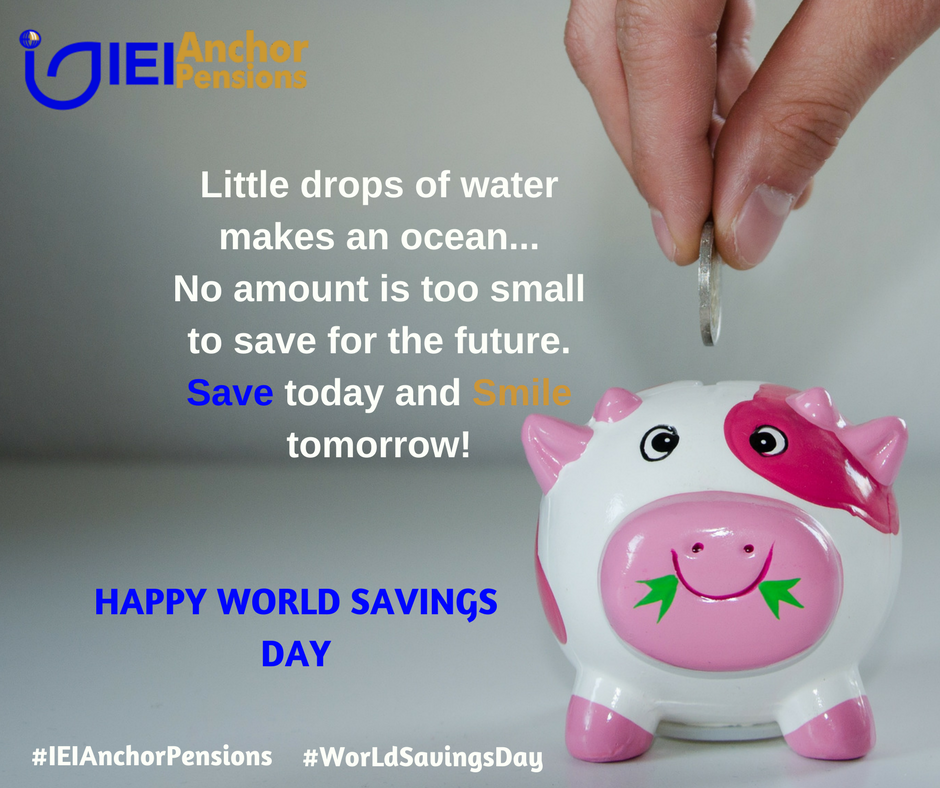 IEI Anchor
Pensions
Little drops of water
makes an ocean...
No amount is too small
to save for the future.
Save today and Smile
tomorrow!
HAPPY WORLD SAVINGS
DAY
#IEIAnchorPensions #WorLdSavingsDay